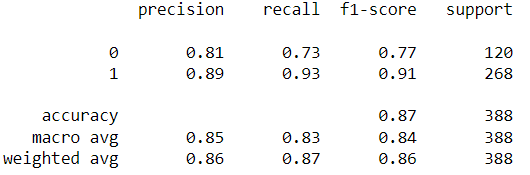 precision recall f1-score support
0 0.81 0.73 0.77 120
1 0.89 0.93 0.91 268
accuracy 0.87 388
macro avg 0.85 0.83 0.84 388
weighted avg 0.86 0.87 0.86 388